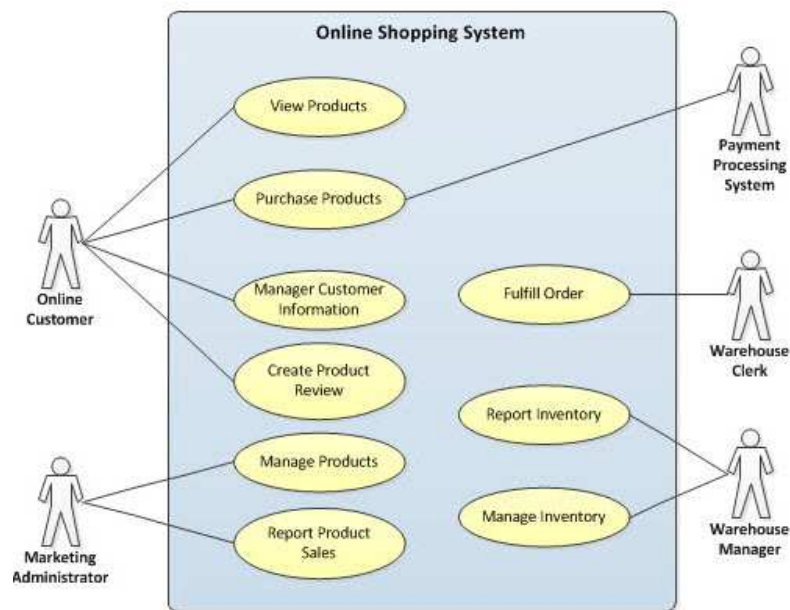 Online Shopping System
View Products
Payment
Processing
System
Purchase Products
Online
Customer
Manager Customer
Information
Fulfill Order
Warehouse
Clerk
Create Product
Review
Report Inventory
Manage Products
Marketing
Administrator
Report Product
Sales
Manage Inventory
Warehouse
Manager